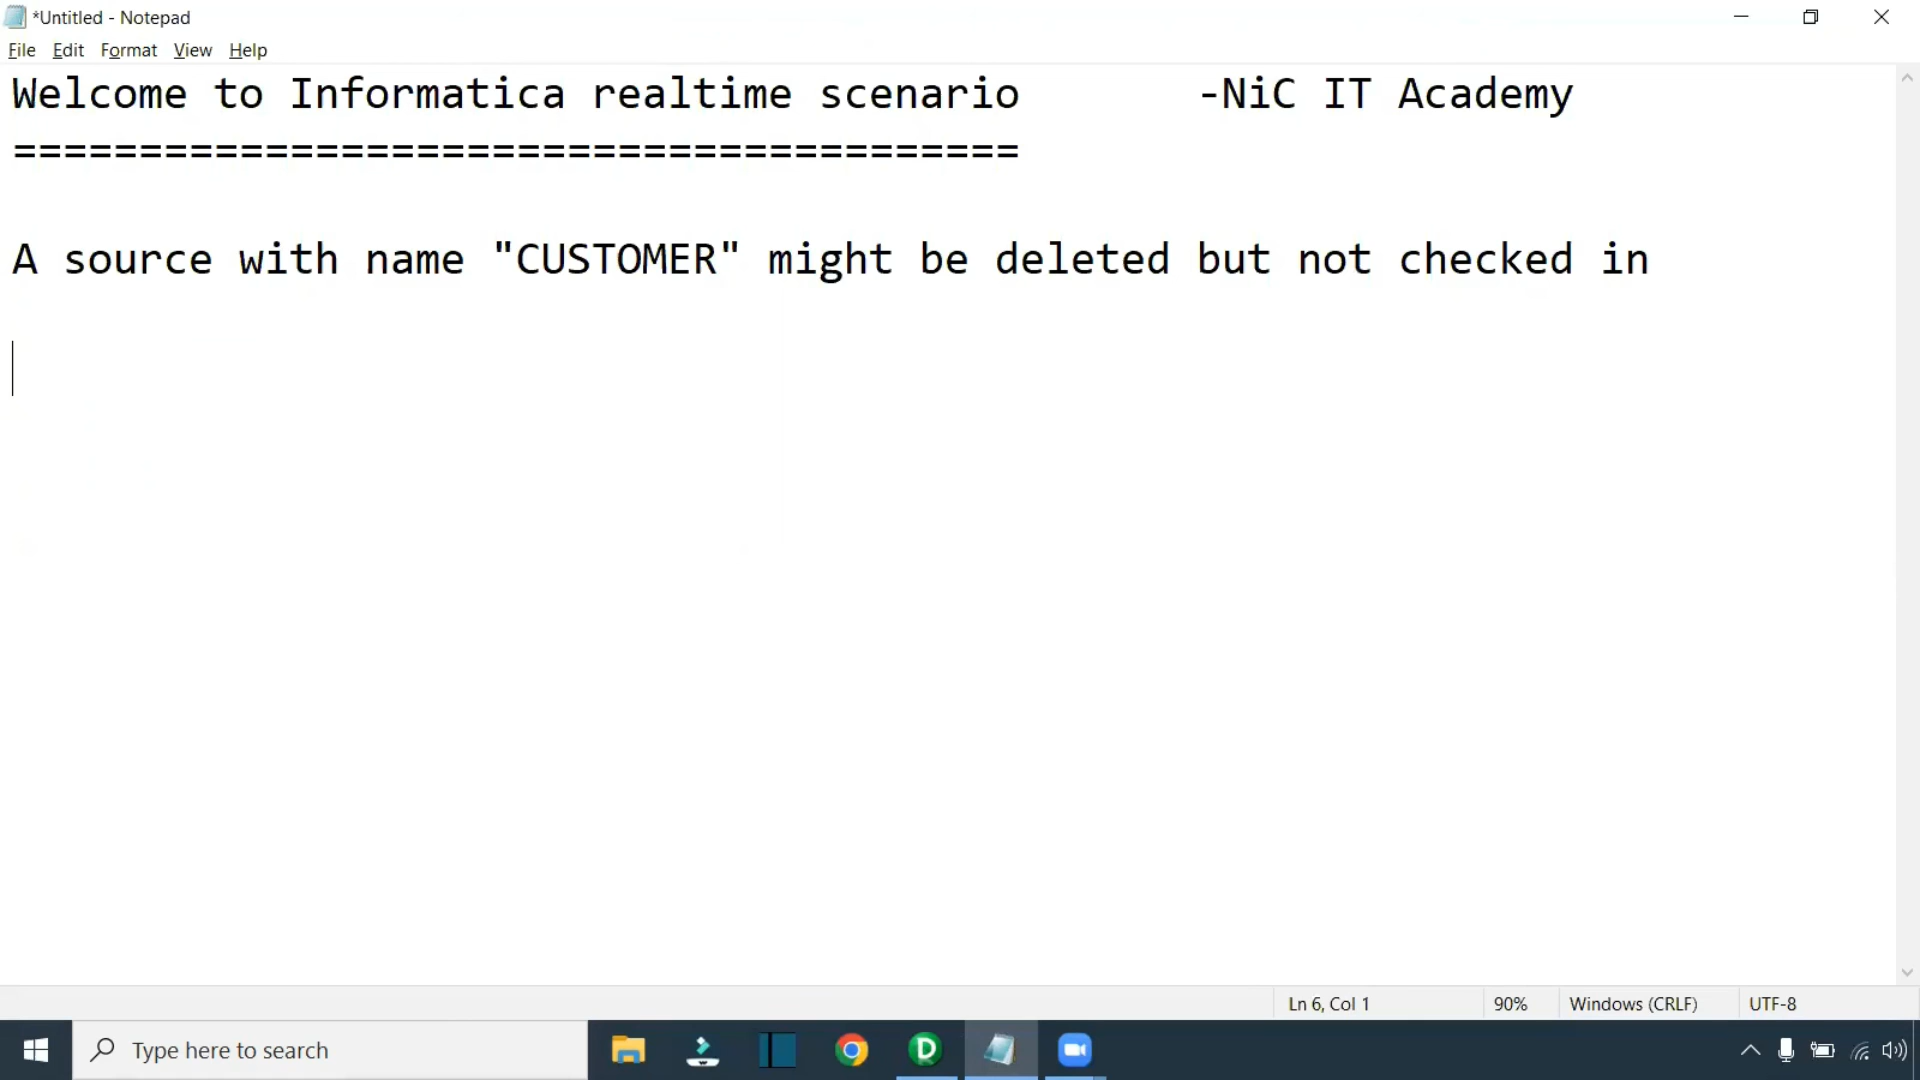 *Untitled - Notepad
File Edit Format View Help
Welcome to Informatica realtime scenario -NiC IT Academy
========================================
A source with name "CUSTOMER" might be deleted but not checked in
Ln 6, Col 1 90% Windows (CRLF) UTF-8
Type here to search